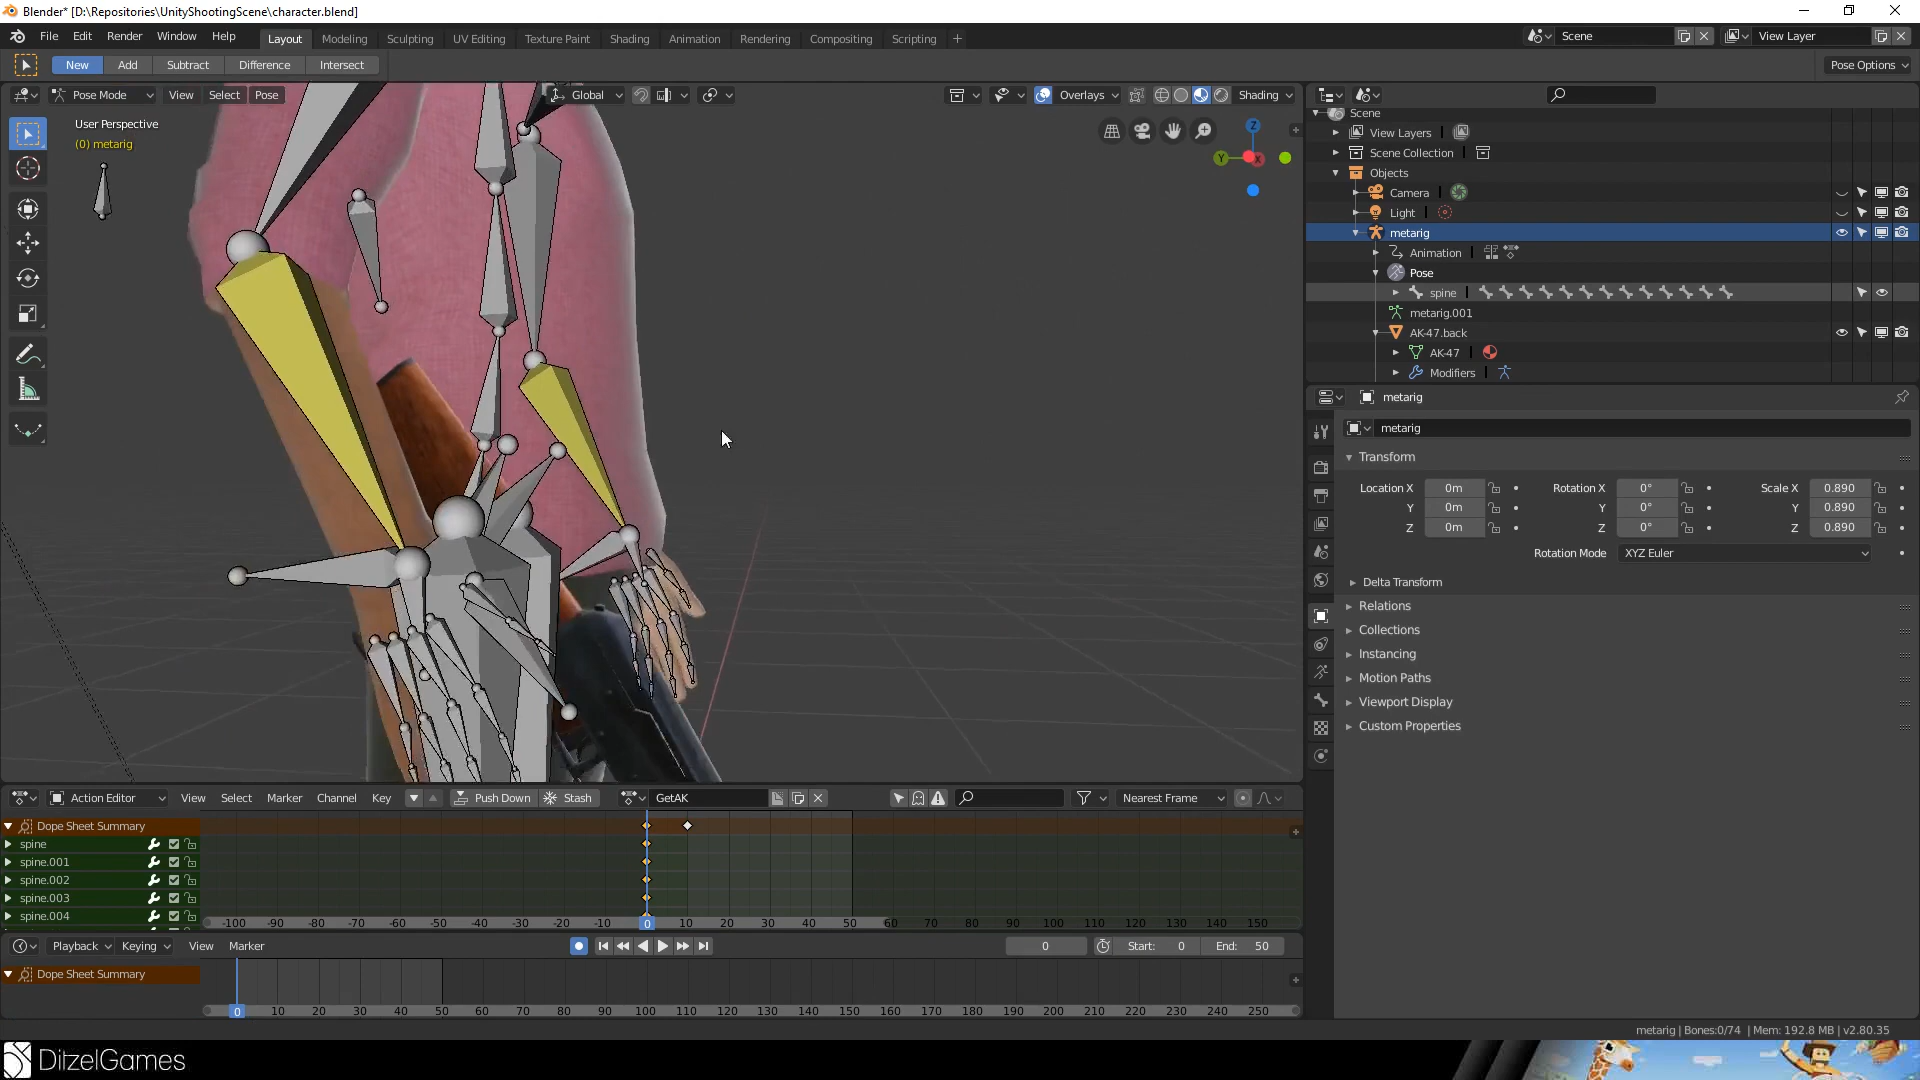 Blender* [D:\Repositories\UnityShootingScene\character.blend]
File Edit Render Window Help Layout Modeling Sculpting UV Editing Texture Paint Shading Animation Rendering Compositing Scripting + Scene View Layer
New Add Subtract Difference Intersect Pose Options
Pose Mode View Select Pose Global Overlays Shading
User Perspective
(0) metarig
Z
Y
X
Scene
View Layers
Scene Collection
Objects
Camera
Light
metarig
Animation
Pose
spine
metarig.001
AK-47.back
AK-47
Modifiers
metarig
metarig
Transform
Location X 0m Rotation X 0° Scale X 0.890
Y 0m Y 0° Y 0.890
Z 0m Z 0° Z 0.890
Rotation Mode XYZ Euler
Delta Transform
Relations
Collections
Instancing
Motion Paths
Viewport Display
Custom Properties
Action Editor View Select Marker Channel Key Push Down Stash GetAK Nearest Frame
Dope Sheet Summary
spine
spine.001
spine.002
spine.003
spine.004
-100 -90 -80 -70 -60 -50 -40 -30 -20 -10 0 10 20 30 40 50 60 70 80 90 100 110 120 130 140 150
Playback Keying View Marker 0 Start: 0 End: 50
Dope Sheet Summary
0 10 20 30 40 50 60 70 80 90 100 110 120 130 140 150 160 170 180 190 200 210 220 230 240 250
metarig | Bones:0/74 | Mem: 192.8 MB | v2.80.35
DitzelGames